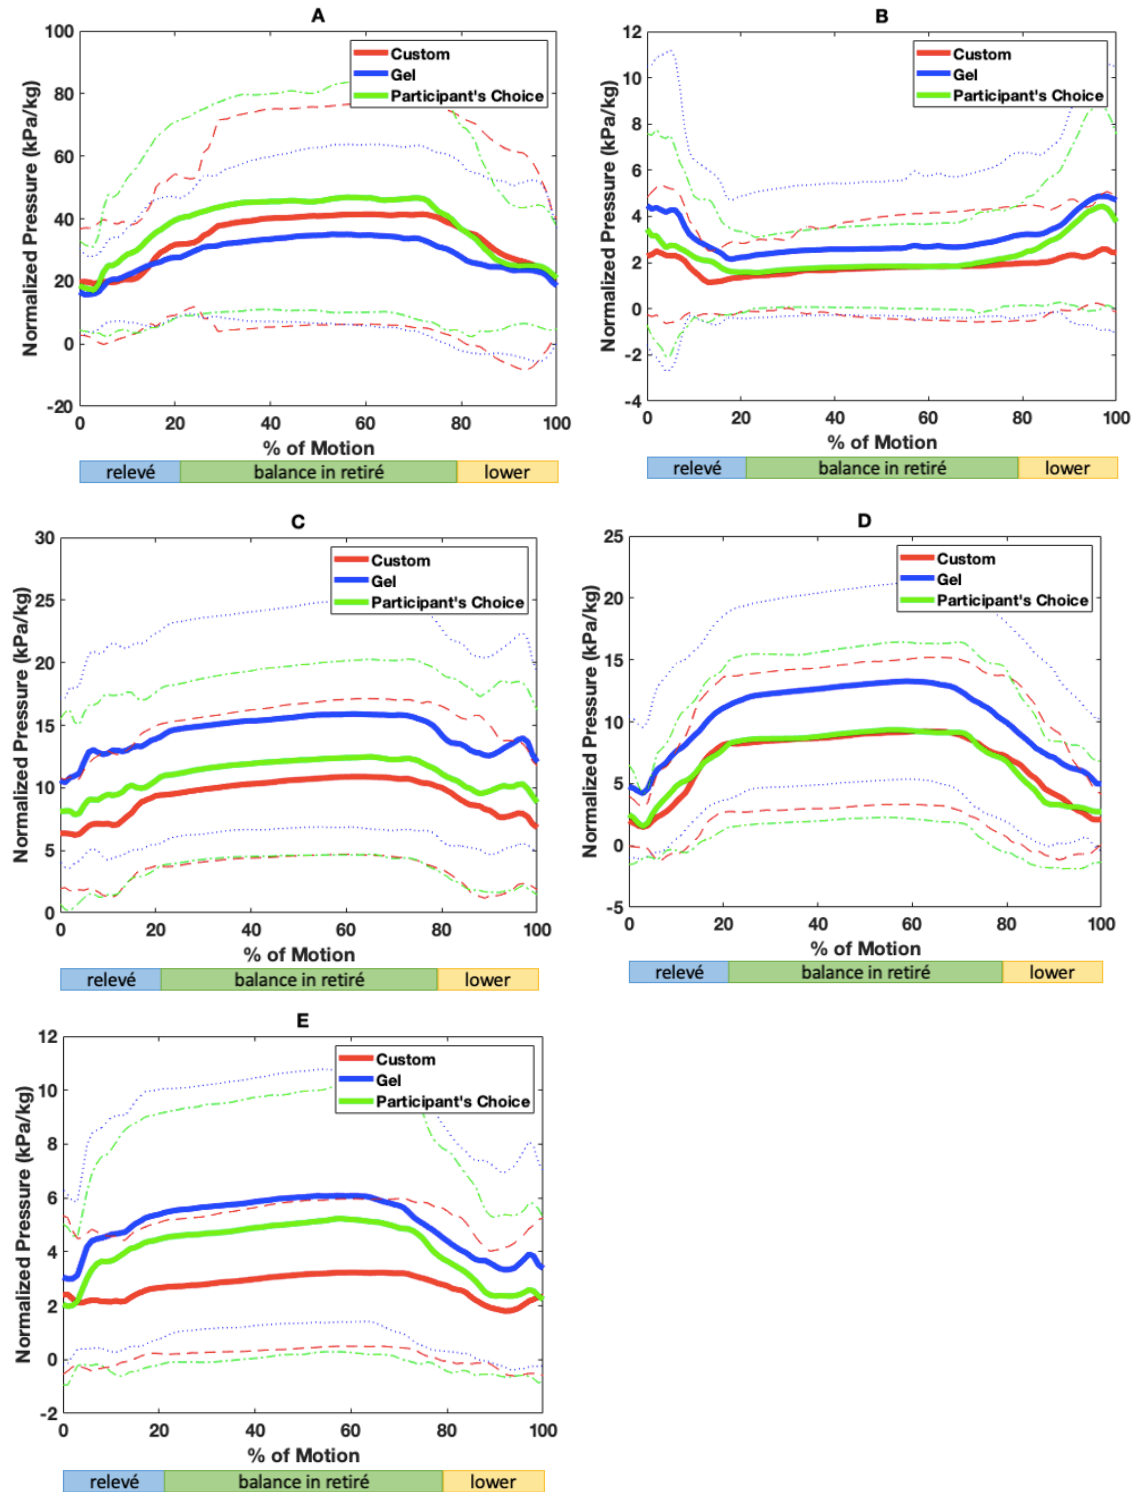 A
Normalized Pressure (kPa/kg)
100
80
60
40
20
0
-20
Custom
Gel
Participant's Choice
0 20 40 60 80 100
% of Motion
relevé balance in retiré lower
B
Normalized Pressure (kPa/kg)
12
10
8
6
4
2
0
-2
-4
Custom
Gel
Participant's Choice
0 20 40 60 80 100
% of Motion
relevé balance in retiré lower
C
Normalized Pressure (kPa/kg)
30
25
20
15
10
5
0
Custom
Gel
Participant's Choice
0 20 40 60 80 100
% of Motion
relevé balance in retiré lower
D
Normalized Pressure (kPa/kg)
25
20
15
10
5
0
-5
Custom
Gel
Participant's Choice
0 20 40 60 80 100
% of Motion
relevé balance in retiré lower
E
Normalized Pressure (kPa/kg)
12
10
8
6
4
2
0
-2
Custom
Gel
Participant's Choice
0 20 40 60 80 100
% of Motion
relevé balance in retiré lower